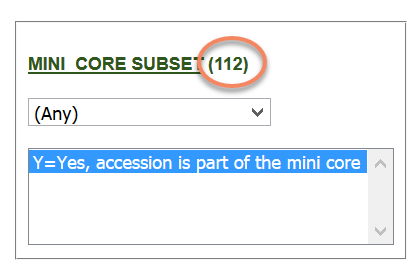 MINI CORE SUBSET (112)
(Any)
Y=Yes, accession is part of the mini core